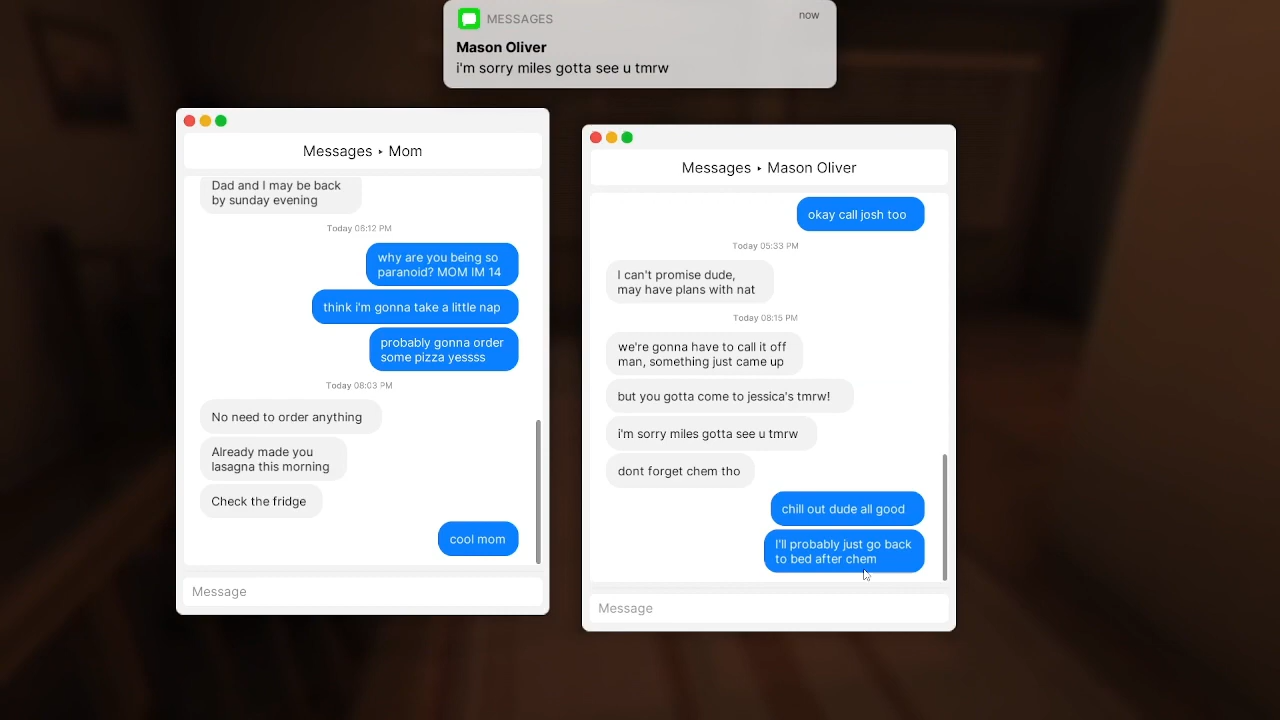 MESSAGES
now
Mason Oliver
i'm sorry miles gotta see u tmrw
Messages ‣ Mom
Dad and I may be back
by sunday evening
Today 06:12 PM
why are you being so
paranoid? MOM IM 14
think i'm gonna take a little nap
probably gonna order
some pizza yessss
Today 08:03 PM
No need to order anything
Already made you
lasagna this morning
Check the fridge
cool mom
Message
Messages ‣ Mason Oliver
okay call josh too
Today 05:33 PM
I can't promise dude,
may have plans with nat
Today 08:15 PM
we're gonna have to call it off
man, something just came up
but you gotta come to jessica's tmrw!
i'm sorry miles gotta see u tmrw
dont forget chem tho
chill out dude all good
I'll probably just go back
to bed after chem
Message